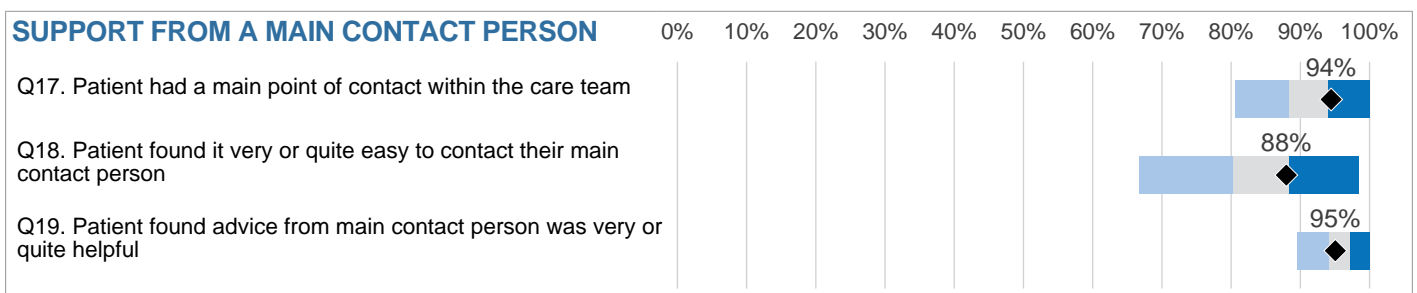 SUPPORT FROM A MAIN CONTACT PERSON 0% 10% 20% 30% 40% 50% 60% 70% 80% 90% 100%
94%
Q17. Patient had a main point of contact within the care team
88%
Q18. Patient found it very or quite easy to contact their main
contact person
95%
Q19. Patient found advice from main contact person was very or
quite helpful